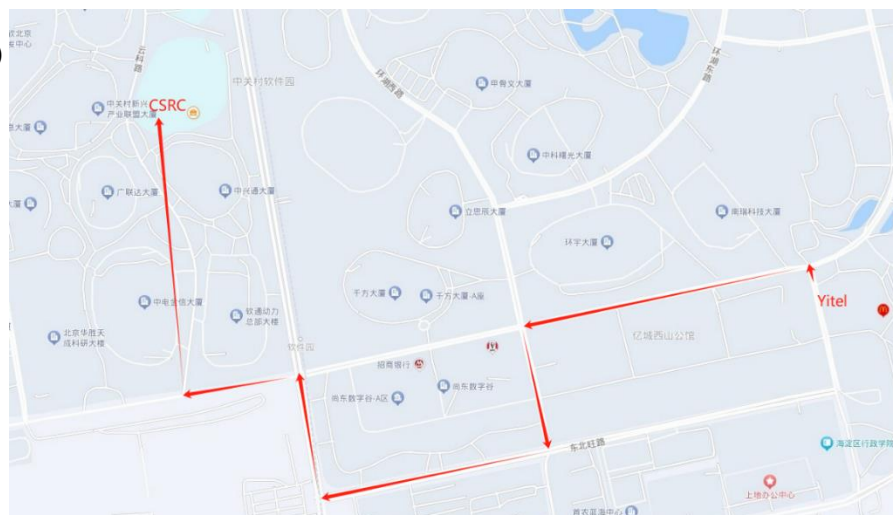 云科路
中关村软件园
环湖东路
环湖西路
甲骨文大厦
中关村新兴
产业联盟大厦
CSRC
中科曙光大厦
广联达大厦
中兴通大厦
立思辰大厦
南瑞科技大厦
环宇大厦
千方大厦
千方大厦-A座
中电金信大厦
软通动力
总部大楼
Yitel
北京华胜天
成科研大楼
软件园
亿城西山公馆
招商银行
尚东数字谷
尚东数字谷-A区
东北旺路
海淀区行政学院
上地办公中心
首农蓝海中心